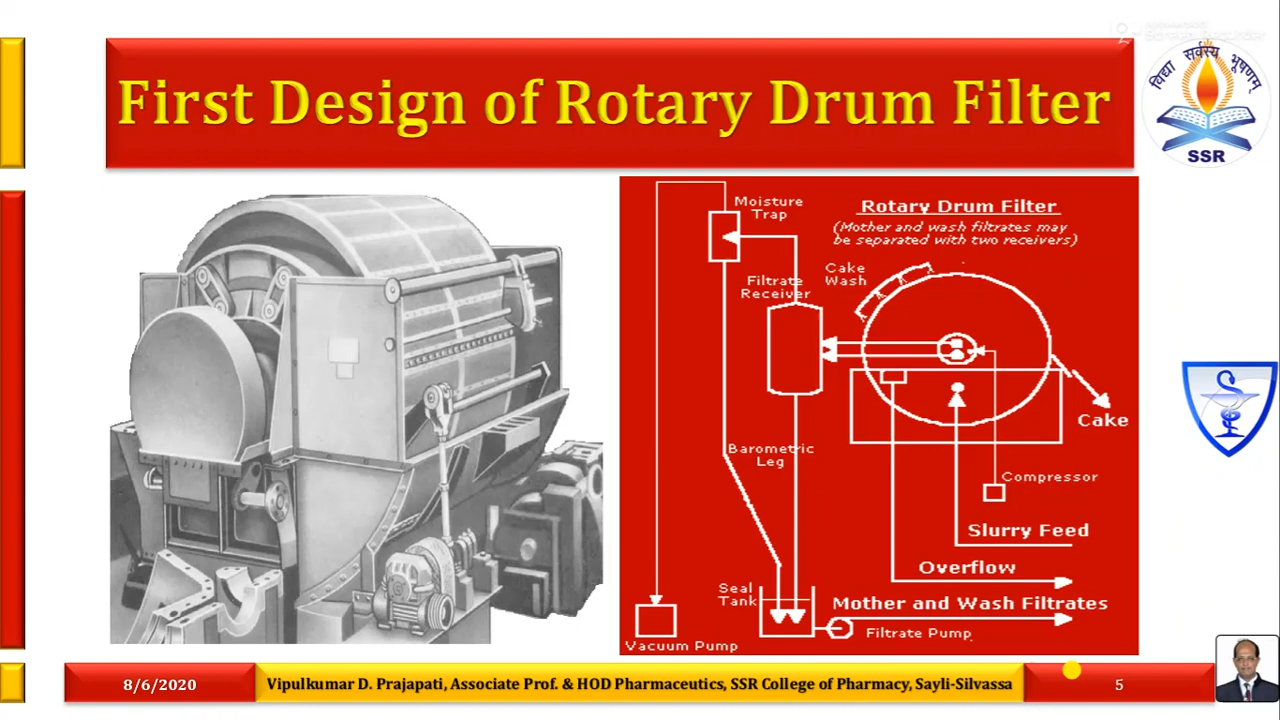 First Design of Rotary Drum Filter
विद्या सर्वस्य भूषणम्
SSR
Moisture
Trap
Rotary Drum Filter
(Mother and wash filtrates may
be separated with two receivers)
Cake
Wash
Filtrate
Receiver
Cake
Barometric
Leg
Compressor
Slurry Feed
Overflow
Seal
Tank
Mother and Wash Filtrates
Filtrate Pump
Vacuum Pump
8/6/2020
Vipulkumar D. Prajapati, Associate Prof. & HOD Pharmaceutics, SSR College of Pharmacy, Sayli-Silvassa
5